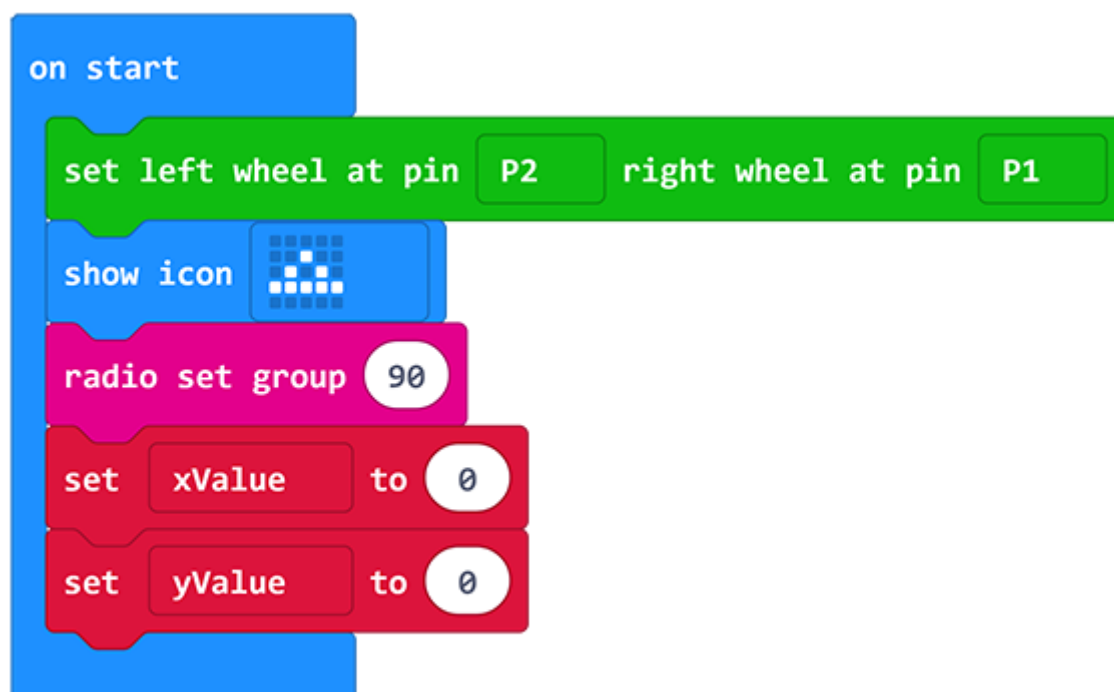 on start
set left wheel at pin P2 right wheel at pin P1
show icon
radio set group 90
set xValue to 0
set yValue to 0